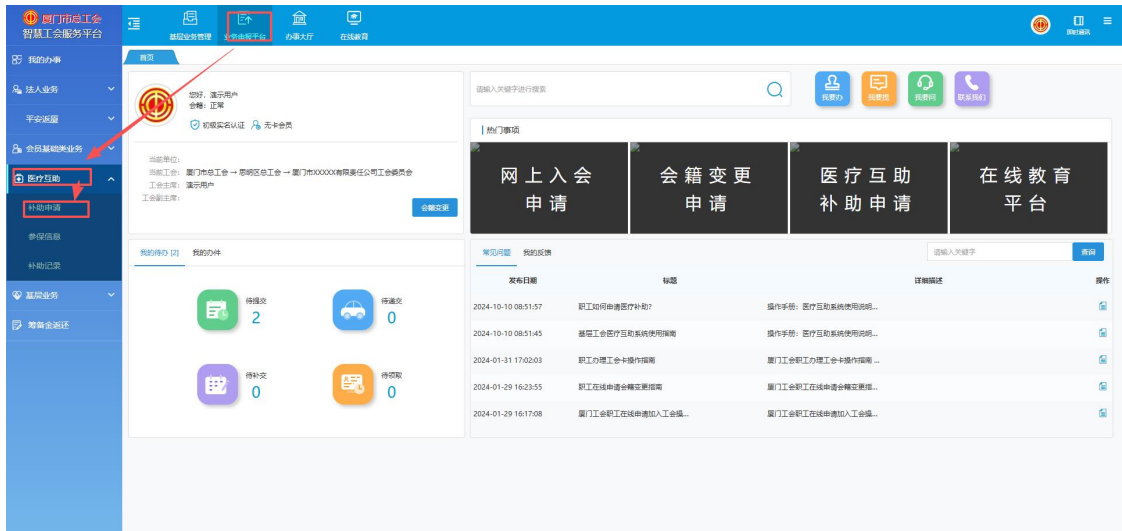 厦门市总工会
智慧工会服务平台
基层业务管理
业务申报平台
办事大厅
在线教育
即时通讯
我的办事
法人业务
平安返厦
会员基础类业务
医疗互助
补助申请
参保信息
补助记录
基层业务
筹备金返还
首页
您好，演示用户
会籍：正常
初级实名认证 无卡会员
当前单位：
当前工会： 厦门市总工会 → 思明区总工会 → 厦门市XXXXX有限责任公司工会委员会
工会主席： 演示用户
工会副主席：
会籍变更
请输入关键字进行搜索
我要办
我要问
联系我们
热门事项
网上入会
申请
会籍变更
申请
医疗互助
补助申请
在线教育
平台
我的待办 [2] 我的办件
待提交
2
待递交
0
待补交
0
待领取
0
常见问题 我的反馈
请输入关键字
查询
发布日期 标题 详细描述 操作
2024-10-10 08:51:57 职工如何申请医疗补助? 操作手册：医疗互助系统使用说明...
2024-10-10 08:51:45 基层工会医疗互助系统使用指南 操作手册：医疗互助系统使用说明...
2024-01-31 17:02:03 职工办理工会卡操作指南 厦门工会职工办理工会卡操作指南 ...
2024-01-29 16:23:55 职工在线申请会籍变更指南 厦门工会职工在线申请会籍变更指...
2024-01-29 16:17:08 厦门工会职工在线申请加入工会操... 厦门工会职工在线申请加入工会操...